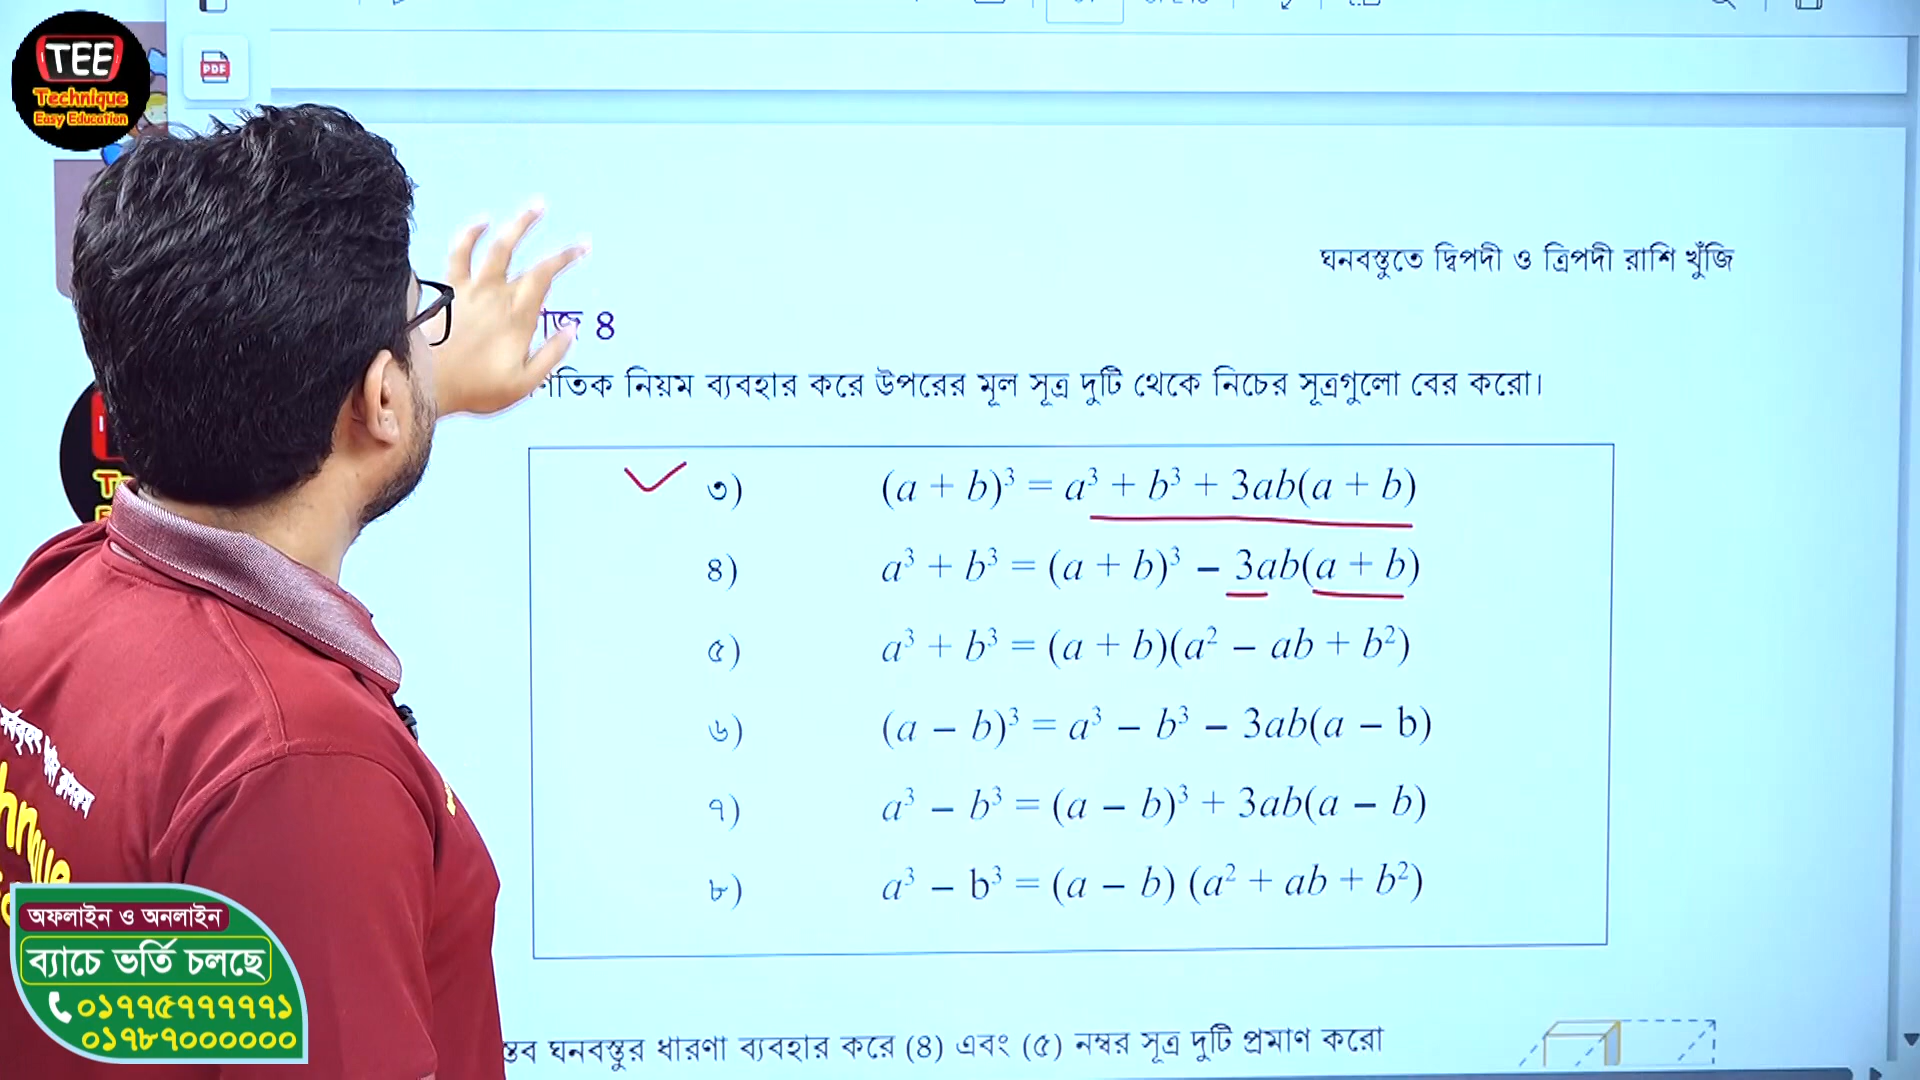 TEE
Technique
Easy Education
PDF
ঘনবস্তুতে দ্বিপদী ও ত্রিপদী রাশি খুঁজি
৪
নিয়ম ব্যবহার করে উপরের মূল সূত্র দুটি থেকে নিচের সূত্রগুলো বের করো।
৩) (a + b)³ = a³ + b³ + 3ab(a + b)
৪) a³ + b³ = (a + b)³ – 3ab(a + b)
৫) a³ + b³ = (a + b)(a² – ab + b²)
৬) (a – b)³ = a³ – b³ – 3ab(a – b)
৭) a³ – b³ = (a – b)³ + 3ab(a – b)
৮) a³ – b³ = (a – b) (a² + ab + b²)
ঘনবস্তুর ধারণা ব্যবহার করে (৪) এবং (৫) নম্বর সূত্র দুটি প্রমাণ করো
অফলাইন ও অনলাইন
ব্যাচে ভর্তি চলছে
০১৭৭৫৭৭৭৭৭১
০১৭৮৭০০০০০০